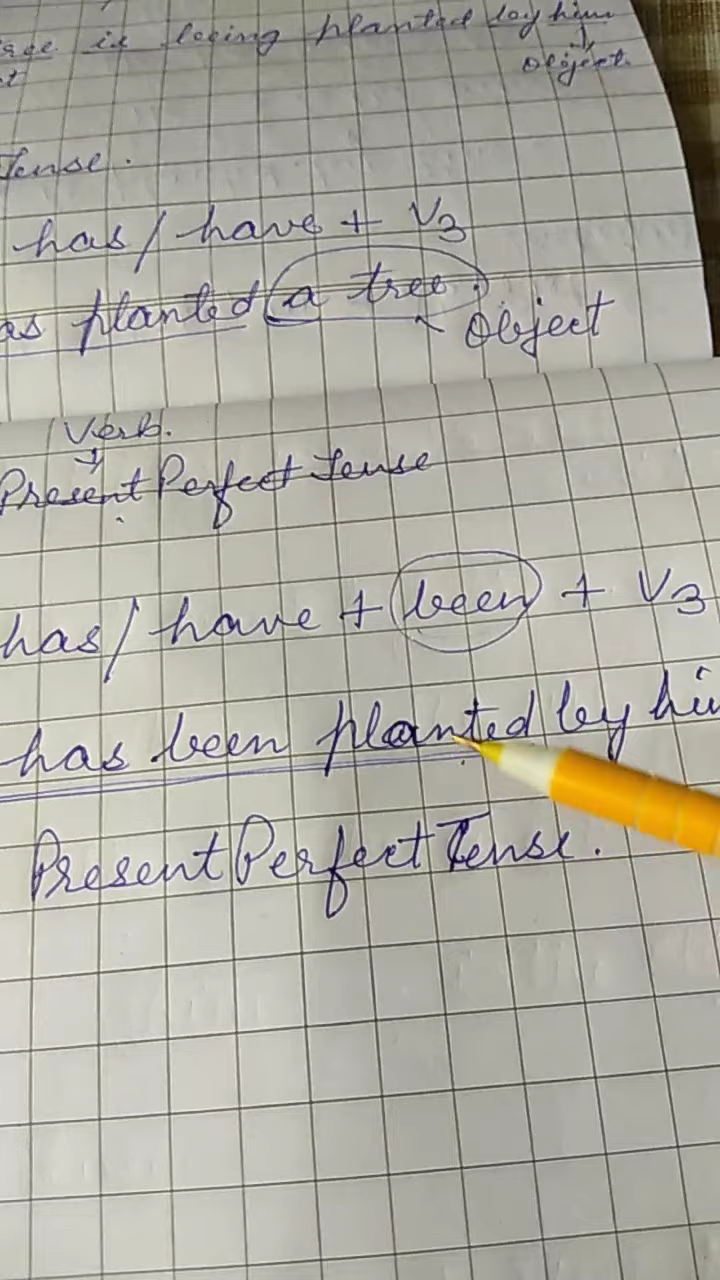 is being planted by him
object.
Tense.
has/have + V3
as planted a tree.
object
Verb.
Present Perfect Tense
has/have + been + V3
has been planted by
Present Perfect Tense.